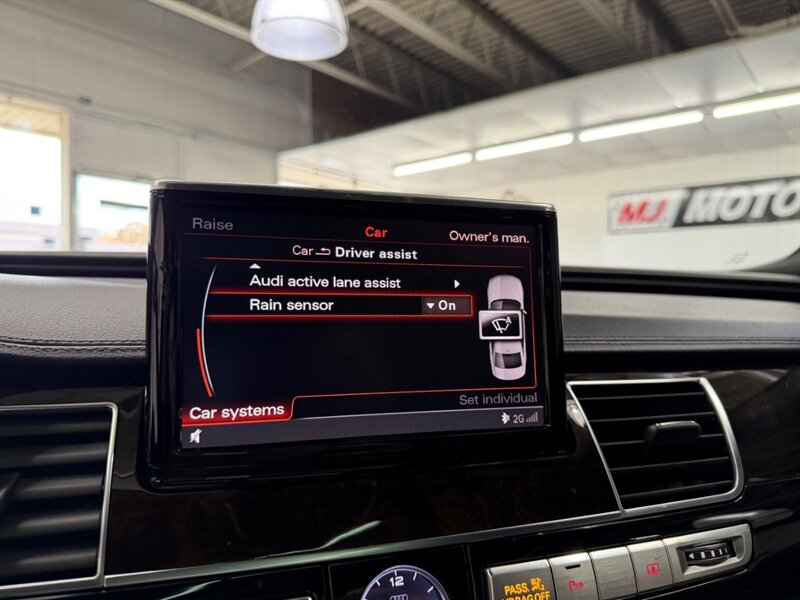 MJ MOTO
Raise
Car
Owner's man.
Car Driver assist
Audi active lane assist
Rain sensor On
A
Set individual
Car systems
2G
12
PASS.
AIRBAG OFF